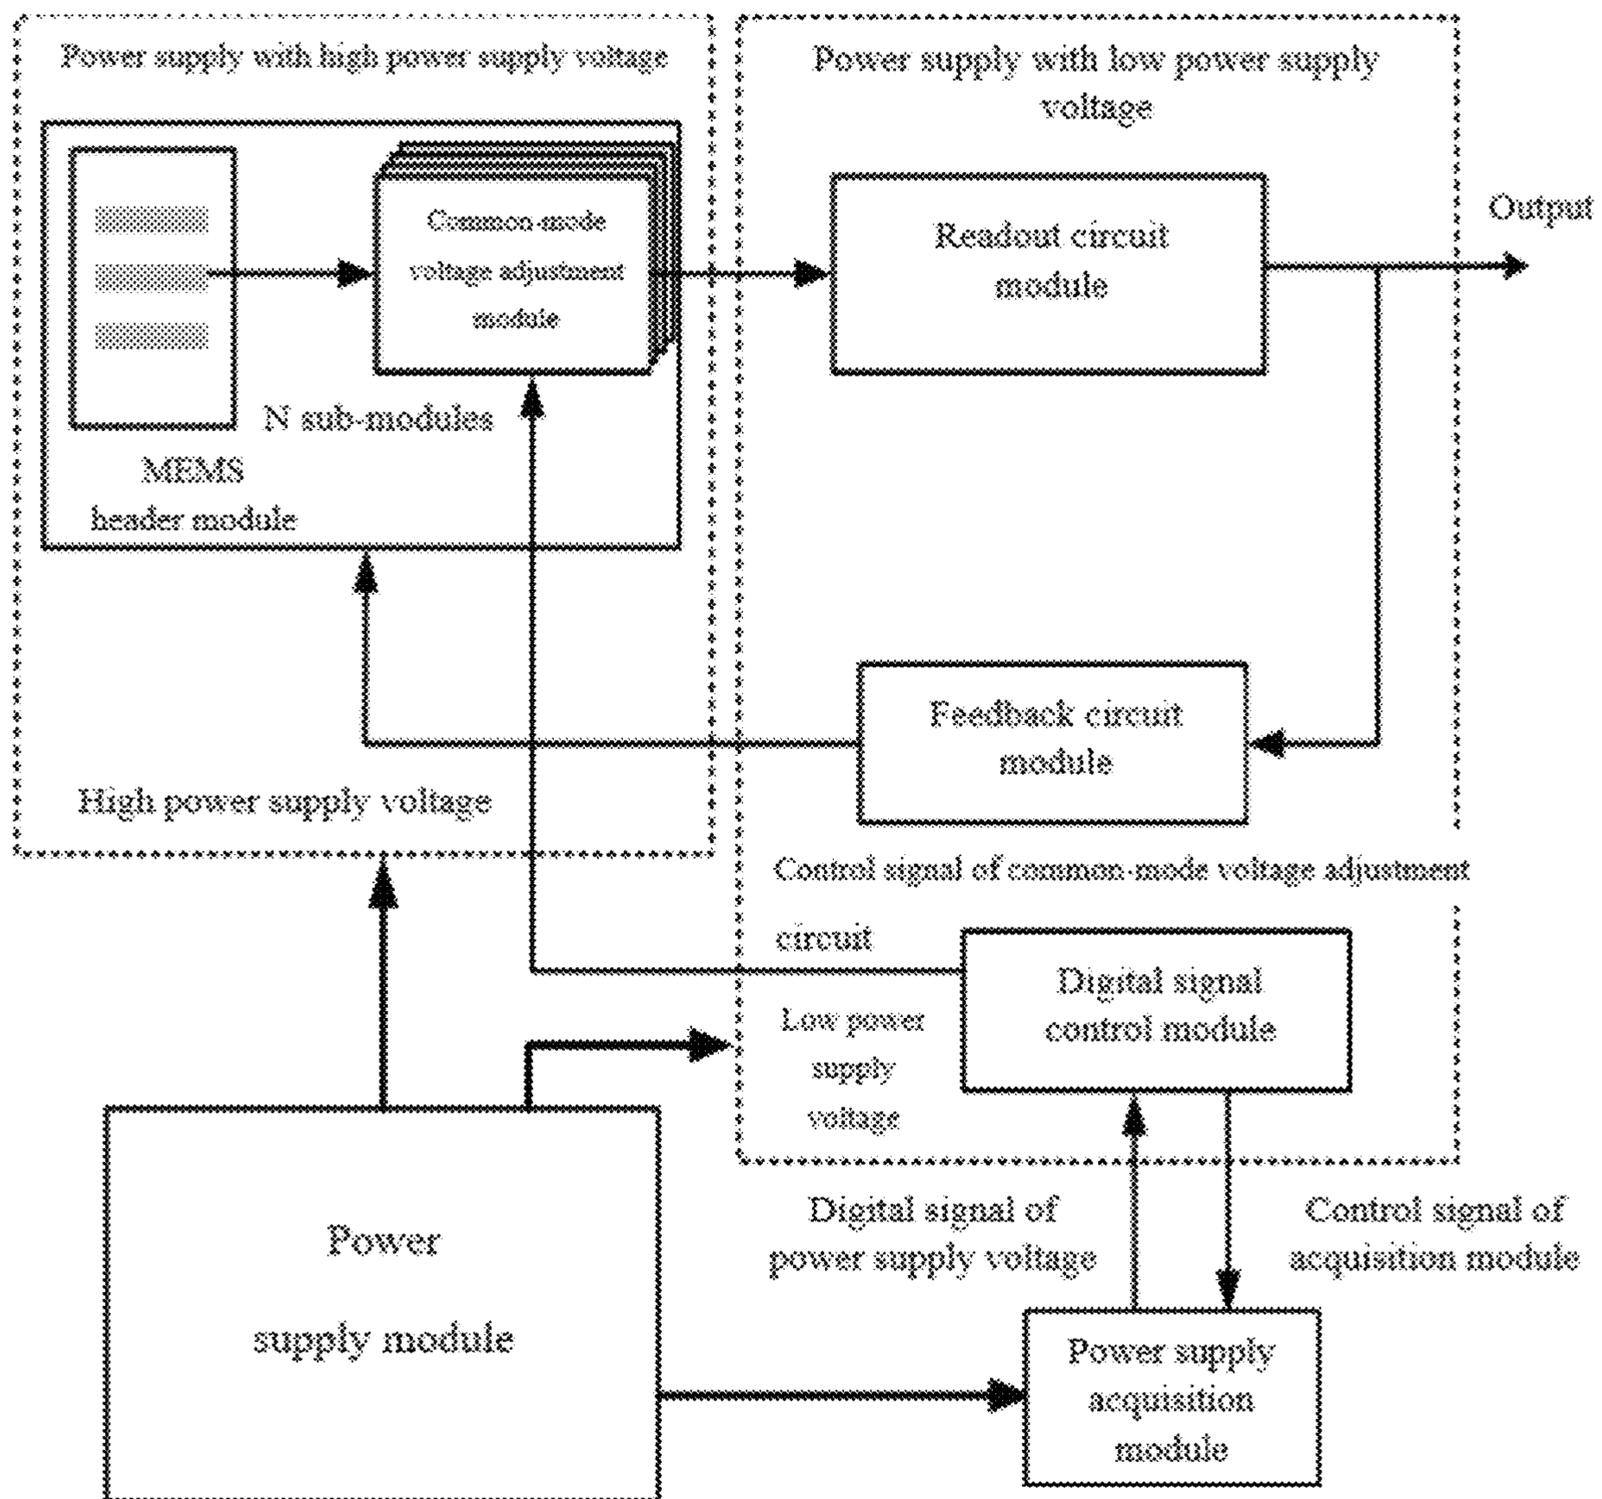 Power supply with high power supply voltage
Power supply with low power supply
voltage
Common-mode
voltage adjustment
module
Readout circuit
module
Output
N sub-modules
MEMS
header module
Feedback circuit
module
High power supply voltage
Control signal of common-mode voltage adjustment
circuit
Digital signal
control module
Low power
supply
voltage
Digital signal of
power supply voltage
Control signal of
acquisition module
Power
supply module
Power supply
acquisition
module